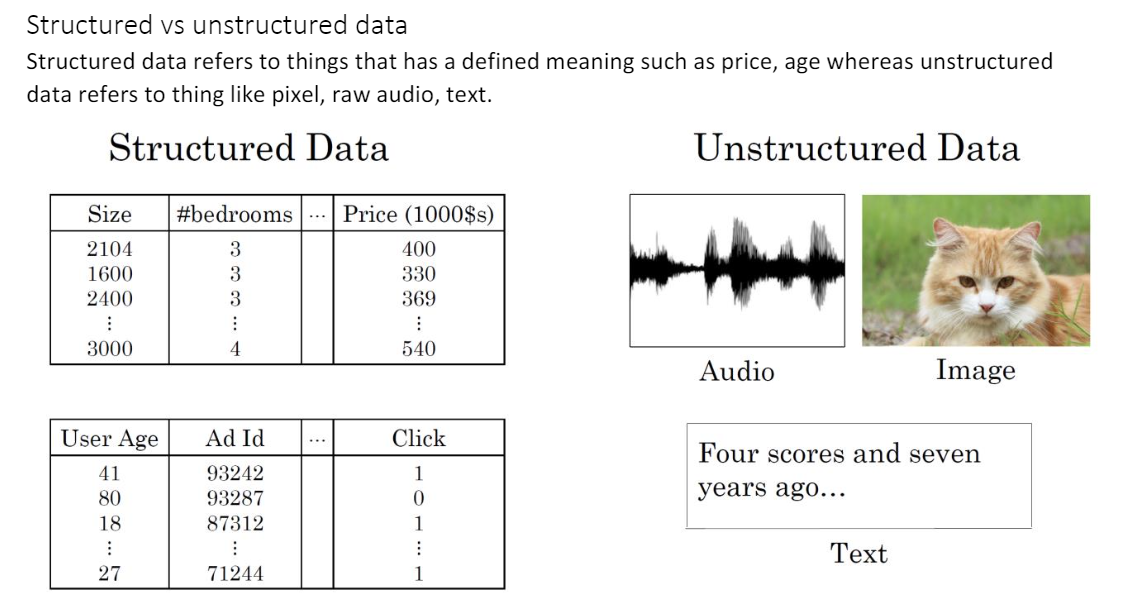 Structured vs unstructured data
Structured data refers to things that has a defined meaning such as price, age whereas unstructured
data refers to thing like pixel, raw audio, text.
Structured Data
Size #bedrooms ... Price (1000$s)
2104 3 400
1600 3 330
2400 3 369
⋮ ⋮ ⋮
3000 4 540
User Age Ad Id ... Click
41 93242 1
80 93287 0
18 87312 1
⋮ ⋮ ⋮
27 71244 1
Unstructured Data
Audio
Image
Four scores and seven
years ago...
Text